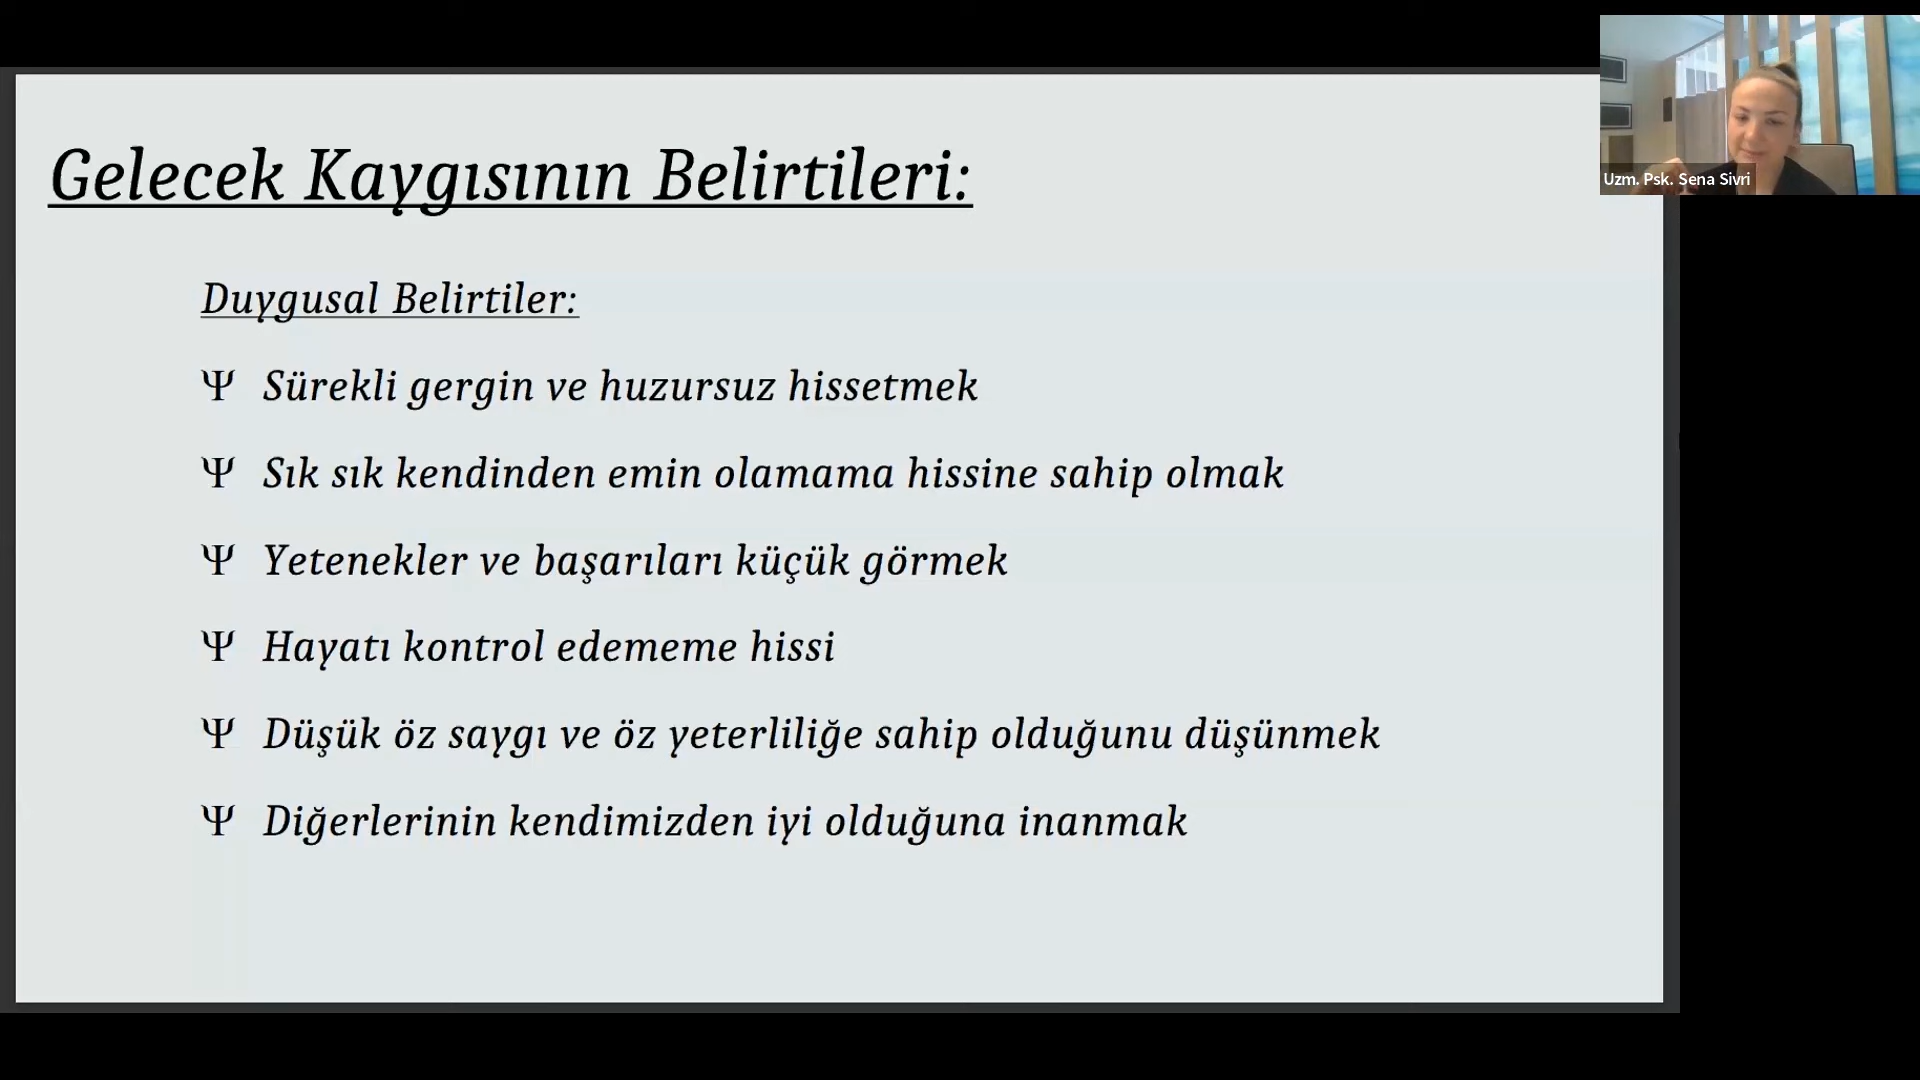 Gelecek Kaygısının Belirtileri:
Uzm. Psk. Sena Sivri
Duygusal Belirtiler:
Ψ Sürekli gergin ve huzursuz hissetmek
Ψ Sık sık kendinden emin olamama hissine sahip olmak
Ψ Yetenekler ve başarıları küçük görmek
Ψ Hayatı kontrol edememe hissi
Ψ Düşük öz saygı ve öz yeterliliğe sahip olduğunu düşünmek
Ψ Diğerlerinin kendimizden iyi olduğuna inanmak